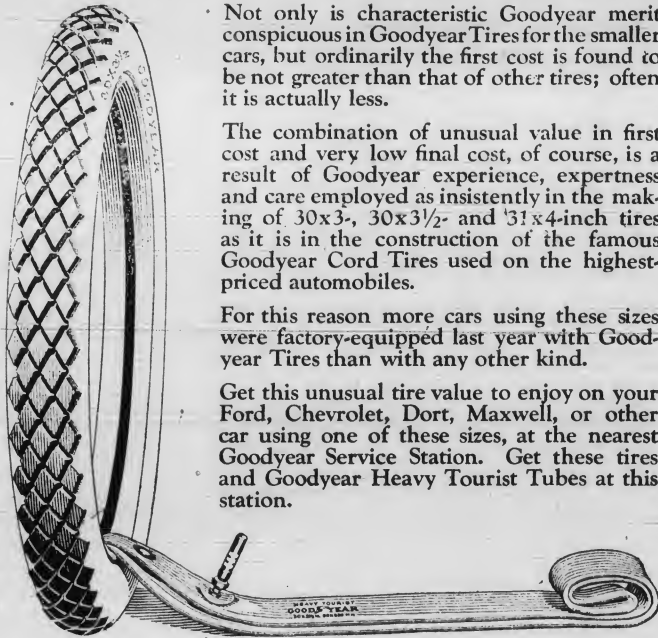 Not only is characteristic Goodyear merit
conspicuous in Goodyear Tires for the smaller
cars, but ordinarily the first cost is found to
be not greater than that of other tires; often
it is actually less.
The combination of unusual value in first
cost and very low final cost, of course, is a
result of Goodyear experience, expertness
and care employed as insistently in the mak-
ing of 30x3-, 30x3½- and 31x4-inch tires
as it is in the construction of the famous
Goodyear Cord Tires used on the highest-
priced automobiles.
For this reason more cars using these sizes
were factory-equipped last year with Good-
year Tires than with any other kind.
Get this unusual tire value to enjoy on your
Ford, Chevrolet, Dort, Maxwell, or other
car using one of these sizes, at the nearest
Goodyear Service Station. Get these tires
and Goodyear Heavy Tourist Tubes at this
station.
30x3½ GOODYEAR
HEAVY TOURIST
GOODYEAR